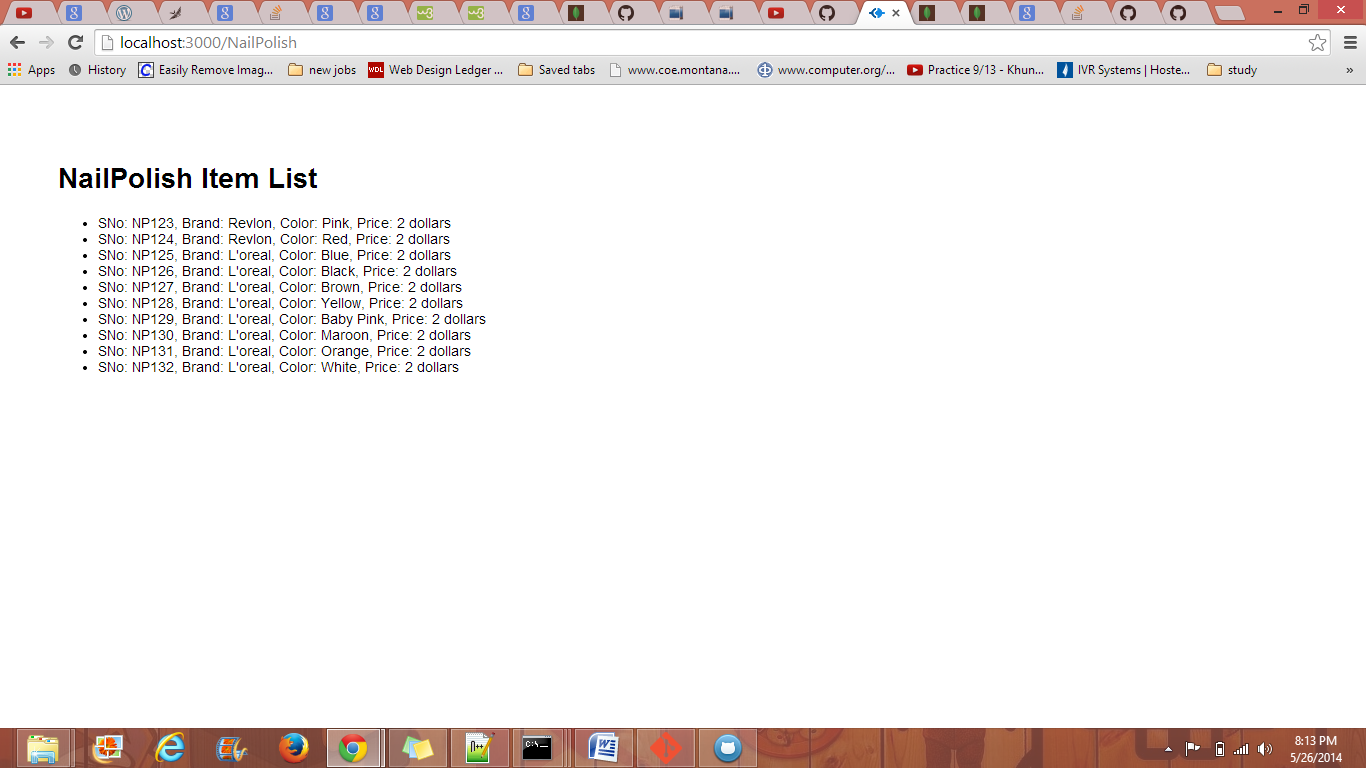 localhost:3000/NailPolish
Apps History Easily Remove Imag... new jobs WDL Web Design Ledger ... Saved tabs www.coe.montana.... www.computer.org/... Practice 9/13 - Khun... IVR Systems | Hoste... study »
NailPolish Item List
SNo: NP123, Brand: Revlon, Color: Pink, Price: 2 dollars
SNo: NP124, Brand: Revlon, Color: Red, Price: 2 dollars
SNo: NP125, Brand: L'oreal, Color: Blue, Price: 2 dollars
SNo: NP126, Brand: L'oreal, Color: Black, Price: 2 dollars
SNo: NP127, Brand: L'oreal, Color: Brown, Price: 2 dollars
SNo: NP128, Brand: L'oreal, Color: Yellow, Price: 2 dollars
SNo: NP129, Brand: L'oreal, Color: Baby Pink, Price: 2 dollars
SNo: NP130, Brand: L'oreal, Color: Maroon, Price: 2 dollars
SNo: NP131, Brand: L'oreal, Color: Orange, Price: 2 dollars
SNo: NP132, Brand: L'oreal, Color: White, Price: 2 dollars
8:13 PM
5/26/2014